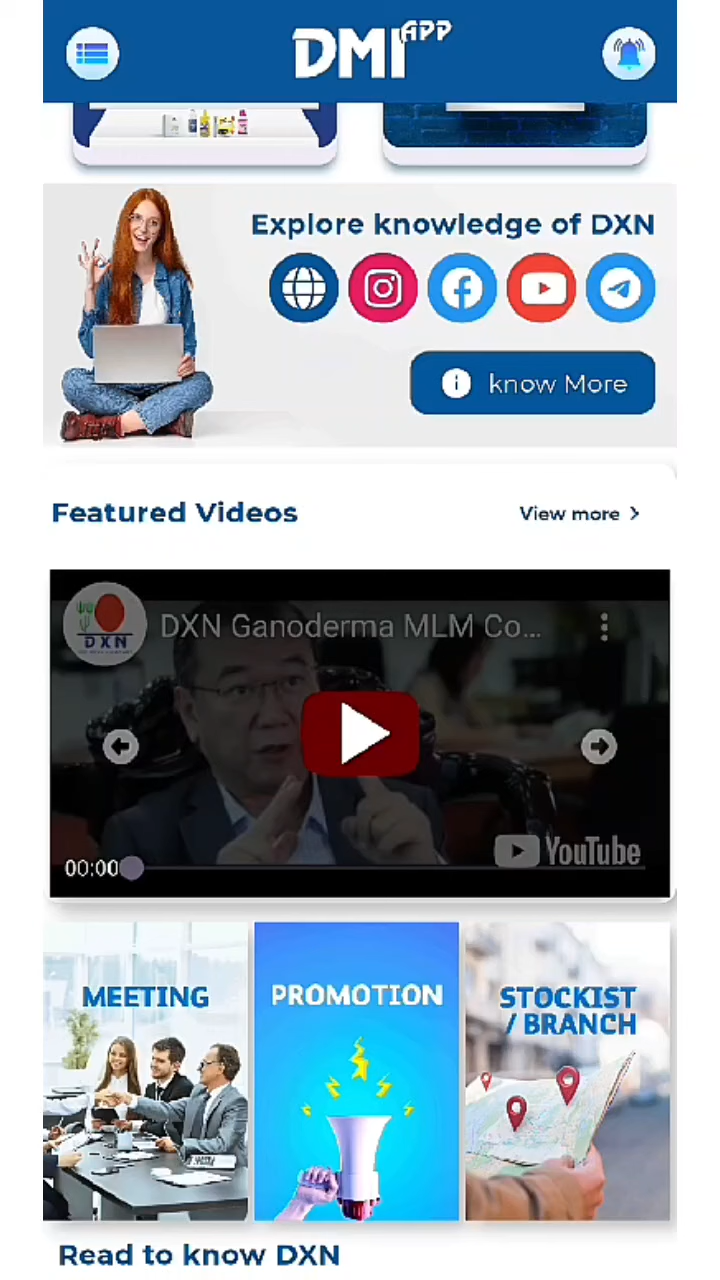 DMI APP
Explore knowledge of DXN
know More
Featured Videos
View more >
DXN
DXN Ganoderma MLM Co...
00:00
YouTube
MEETING
PROMOTION
STOCKIST
/ BRANCH
Read to know DXN